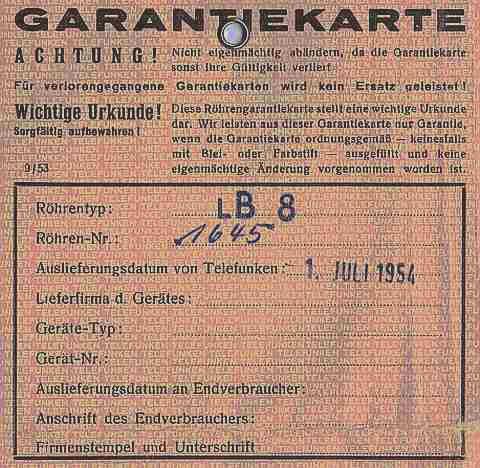 GARANTIEKARTE
ACHTUNG!
Nicht eigenmächtig abändern, da die Garantiekarte
sonst ihre Gültigkeit verliert!
Für verlorengegangene Garantiekarten wird kein Ersatz geleistet!
Wichtige Urkunde!
Sorgfältig aufbewahren!
Diese Röhrengarantiekarte stellt eine wichtige Urkunde
dar. Wir leisten aus dieser Garantiekarte nur Garantie,
wenn die Garantiekarte ordnungsgemäß — keinesfalls
mit Blei- oder Farbstift — ausgefüllt und keine
eigenmächtige Änderung vorgenommen worden ist.
9/53
Röhrentyp: LB 8
Röhren-Nr.: 1645
Auslieferungsdatum von Telefunken: 1. JULI 1954
Lieferfirma d. Gerätes:
Geräte-Typ:
Gerät-Nr.:
Auslieferungsdatum an Endverbraucher:
Anschrift des Endverbrauchers:
Firmenstempel und Unterschrift